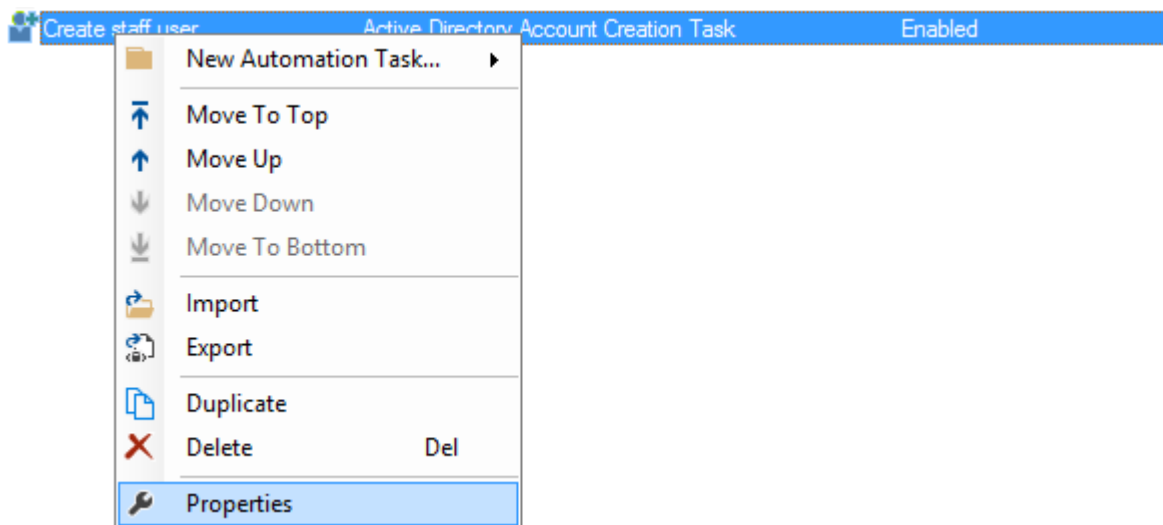 Create staff user Active Directory Account Creation Task Enabled
New Automation Task...
Move To Top
Move Up
Move Down
Move To Bottom
Import
Export
Duplicate
Delete Del
Properties